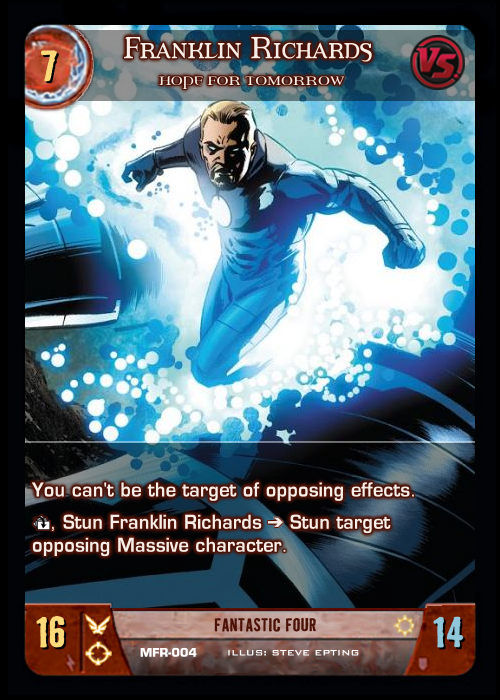 7
Franklin Richards
VS.
Hope for Tomorrow
You can't be the target of opposing effects.
, Stun Franklin Richards ➔ Stun target
opposing Massive character.
16
FANTASTIC FOUR
14
MFR-004 ILLUS: STEVE EPTING